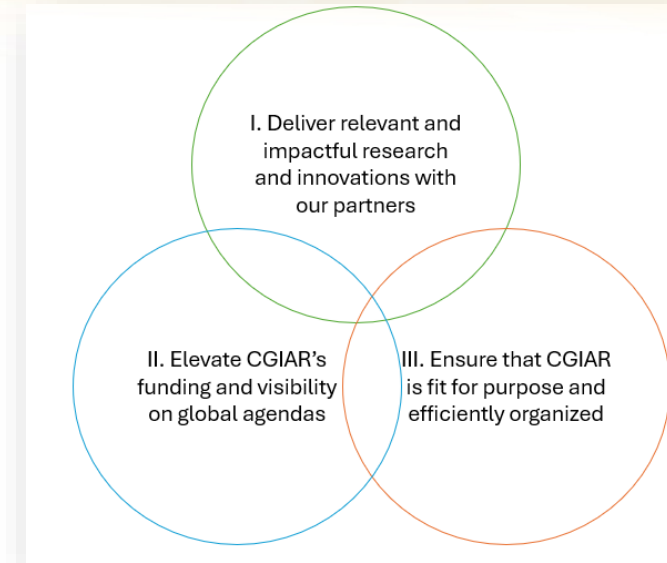 I. Deliver relevant and
impactful research
and innovations with
our partners
II. Elevate CGIAR’s
funding and visibility
on global agendas
III. Ensure that CGIAR
is fit for purpose and
efficiently organized